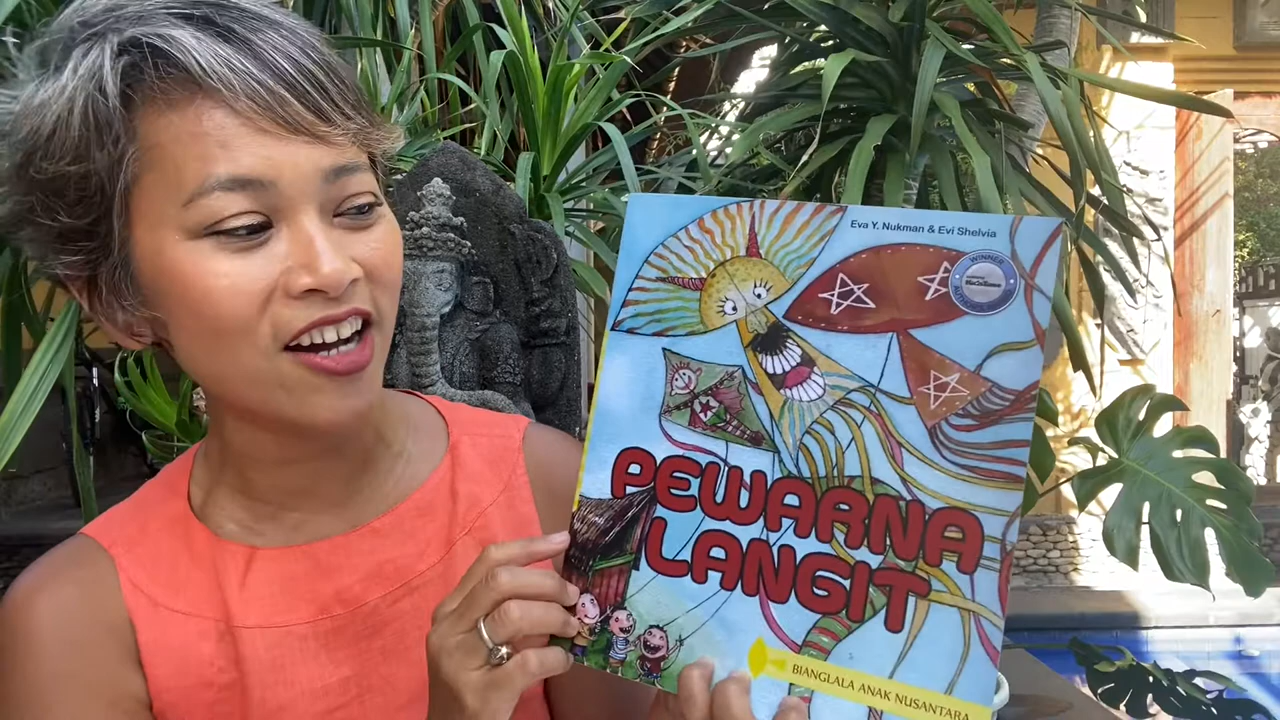 Eva Y. Nukman & Evi Shelvia
WINNER
PEWARNA
LANGIT
BIANGLALA ANAK NUSANTARA